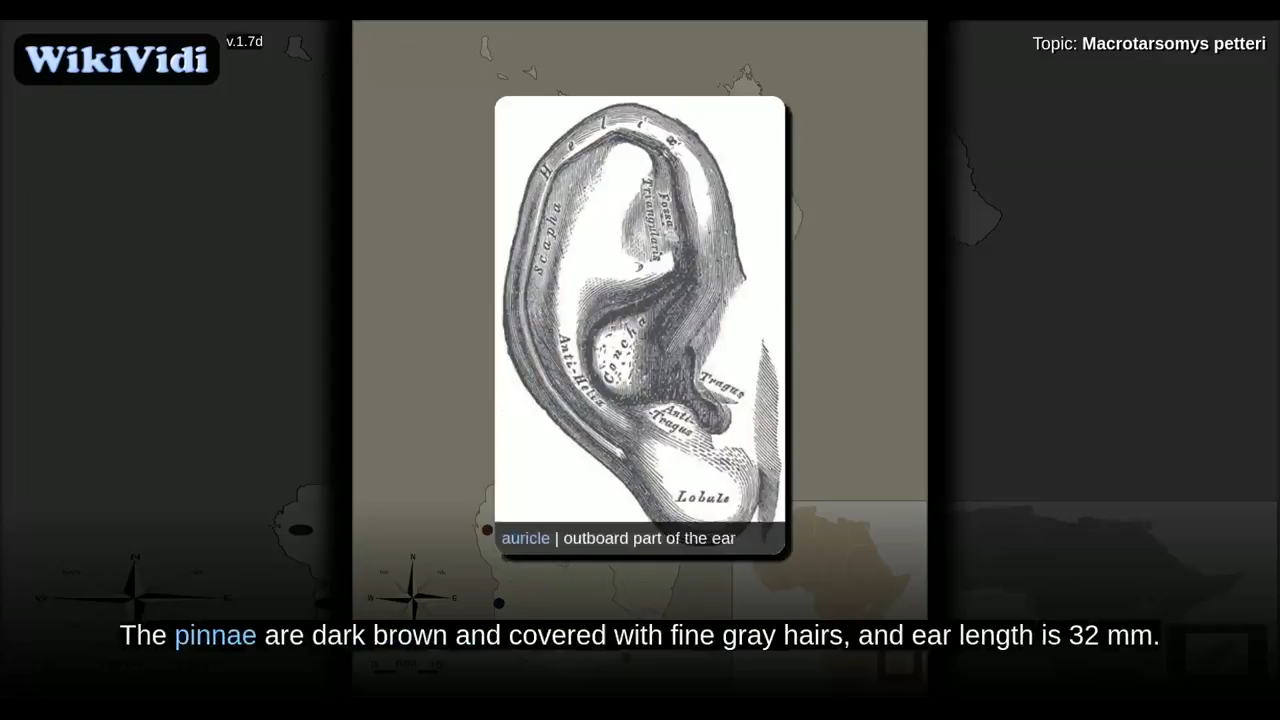 WikiVidi
v.1.7d
Topic: Macrotarsomys petteri
Helix
Scapha
Fossa
Triangularis
Concha
Anti-Helix
Tragus
Anti-
Tragus
Lobule
auricle | outboard part of the ear
N
W
E
The pinnae are dark brown and covered with fine gray hairs, and ear length is 32 mm.